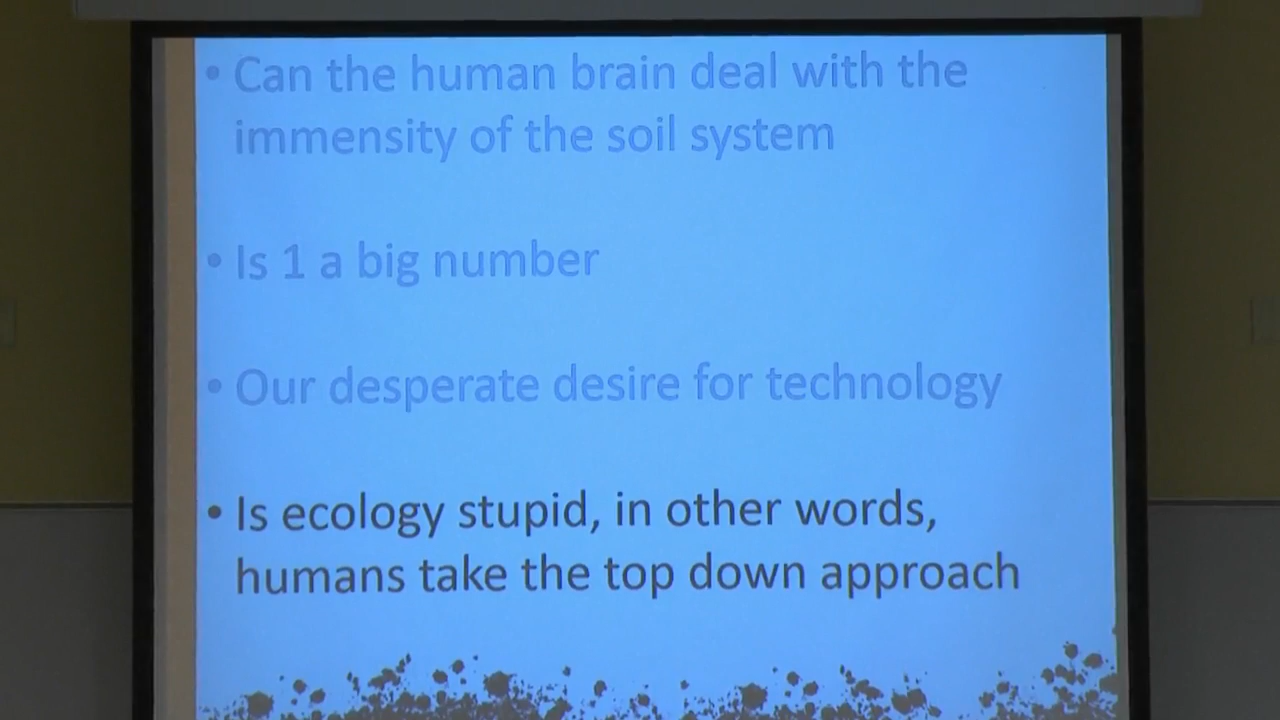 • Can the human brain deal with the
immensity of the soil system
• Is 1 a big number
• Our desperate desire for technology
• Is ecology stupid, in other words,
humans take the top down approach